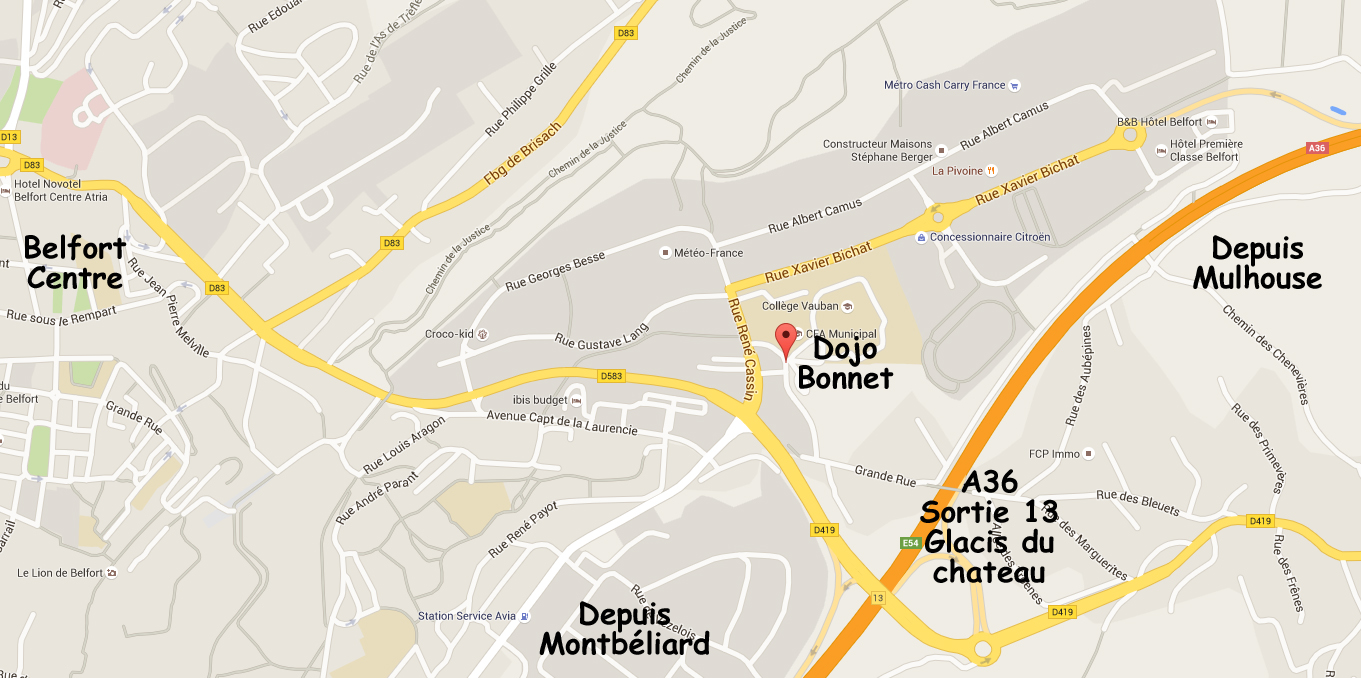 Rue Edoua
Rue de l'As de Trèfle
D83
Chemin de la Justice
Rue Philippe Grille
Métro Cash Carry France
Rue Albert Camus
B&B Hôtel Belfort
D13
D83
Fbg de Brisach
Chemin de la Justice
Constructeur Maisons
Stéphane Berger
Hôtel Première
Classe Belfort
A36
La Pivoine
Rue Xavier Bichat
Hotel Novotel
Belfort Centre Atria
Rue Albert Camus
Concessionnaire Citroën
Belfort
Centre
D83
Chemin de la Justice
Météo-France
Depuis
Mulhouse
nt
Rue Jean Pierre Melville
D83
Rue Georges Besse
Rue Xavier Bichat
Rue sous le Rempart
Collège Vauban
CFA Municipal
Croco-kid
Rue Gustave Lang
Rue René Cassin
Dojo
Bonnet
Chemin des Chenevières
Rue des Aubépines
du
e Belfort
D583
ibis budget
Grande Rue
Rue Louis Aragon
Avenue Capt de la Laurencie
Rue des Primevères
FCP Immo
Rue André Parant
Grande Rue
A36
Sortie 13
Glacis du
chateau
Rue des Bleuets
Rue René Payot
D419
E54
Rue des Marguerites
D419
Rue des Frênes
Le Lion de Belfort
13
D419
Station Service Avia
Depuis
Montbéliard